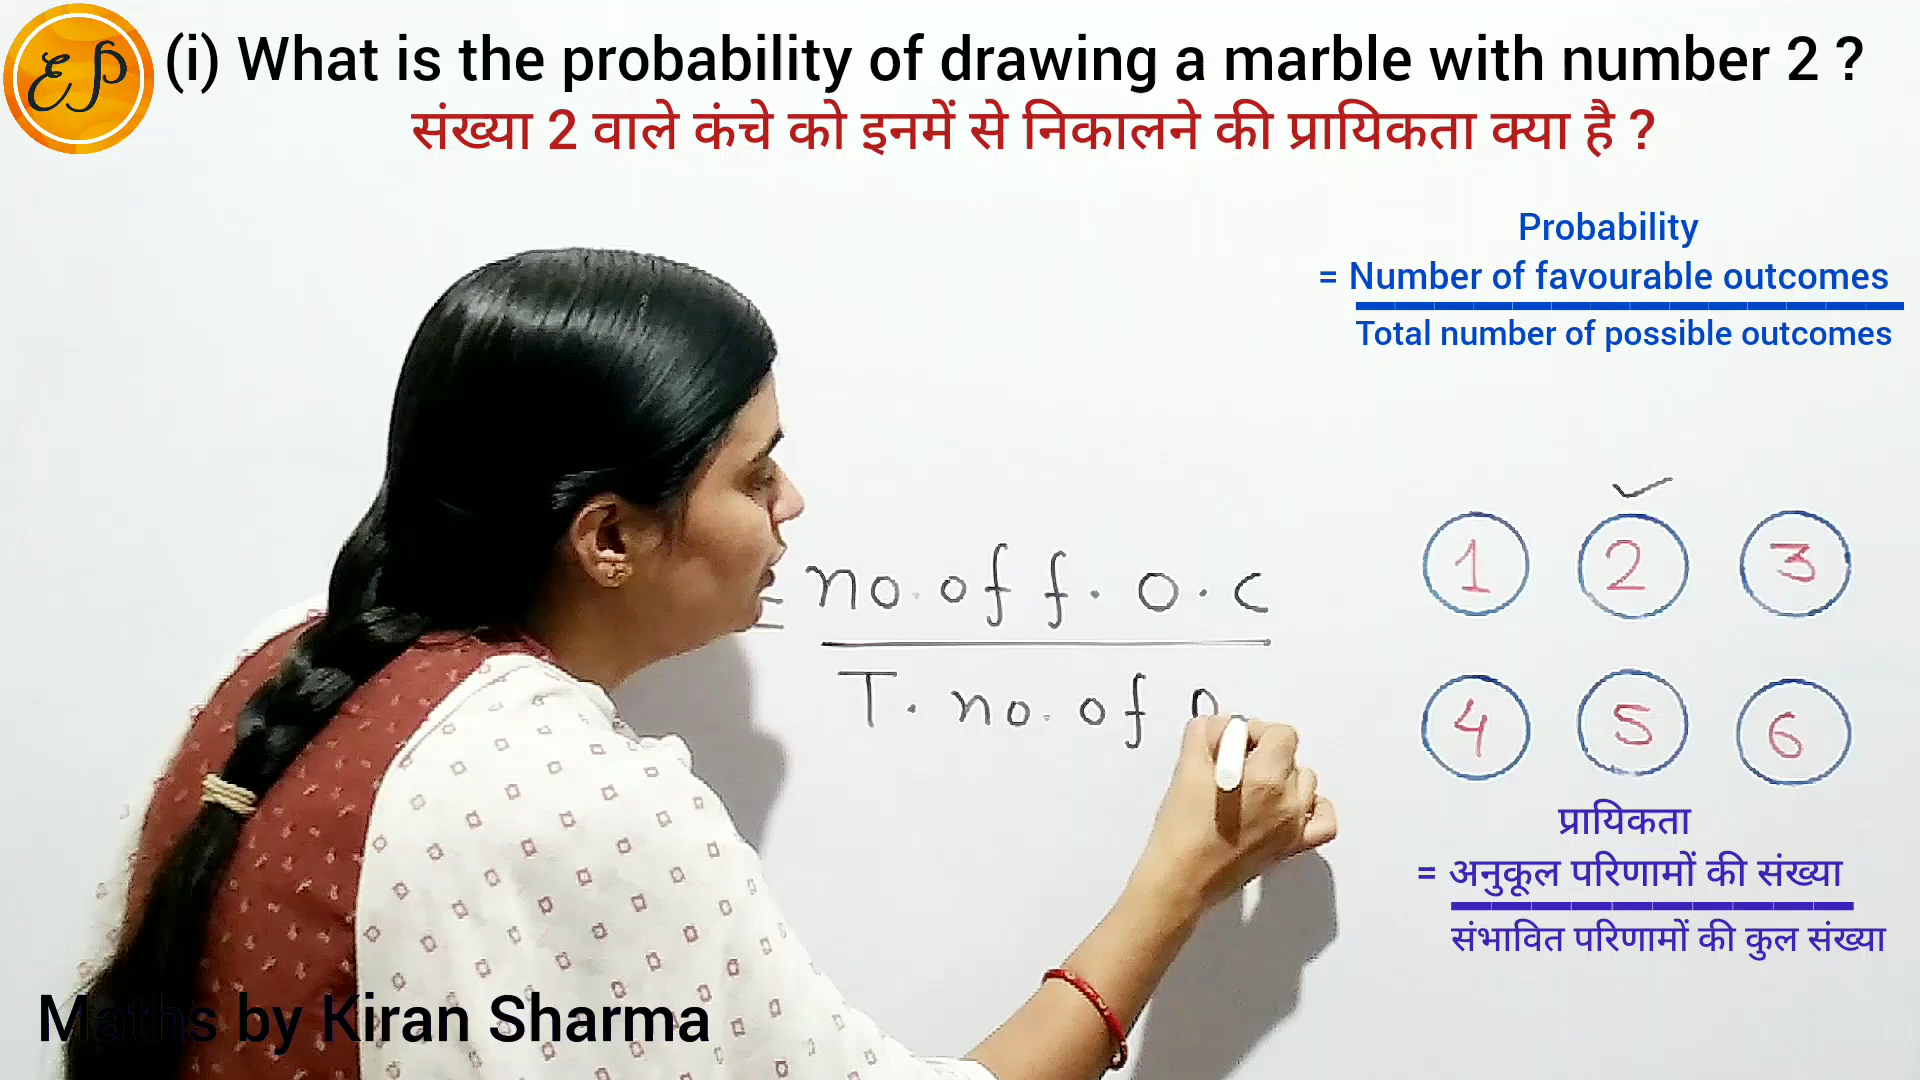 EP
(i) What is the probability of drawing a marble with number 2 ?
संख्या 2 वाले कंचे को इनमें से निकालने की प्रायिकता क्या है ?
Probability
= Number of favourable outcomes
Total number of possible outcomes
= no. of f. o. c
T. no. of
1 2 3
4 5 6
प्रायिकता
= अनुकूल परिणामों की संख्या
संभावित परिणामों की कुल संख्या
Maths by Kiran Sharma